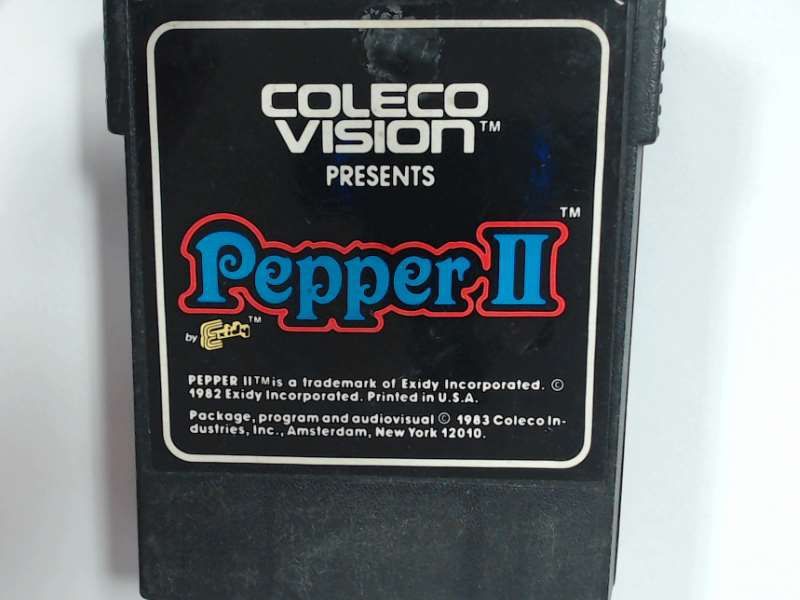 COLECO
VISION™
PRESENTS
Pepper II™
by Exidy™
PEPPER II™ is a trademark of Exidy Incorporated. ©
1982 Exidy Incorporated. Printed in U.S.A.
Package, program and audiovisual © 1983 Coleco In-
dustries, Inc., Amsterdam, New York 12010.